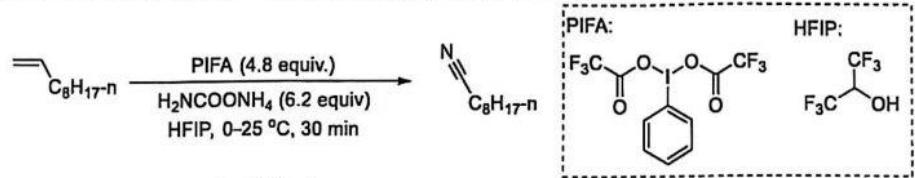 PIFA:
HFIP:
N
C8H17-n
PIFA (4.8 equiv.)
H2NCOONH4 (6.2 equiv)
HFIP, 0–25 °C, 30 min
C8H17-n
F3C
O
I
O
CF3
O
O
CF3
F3C
OH